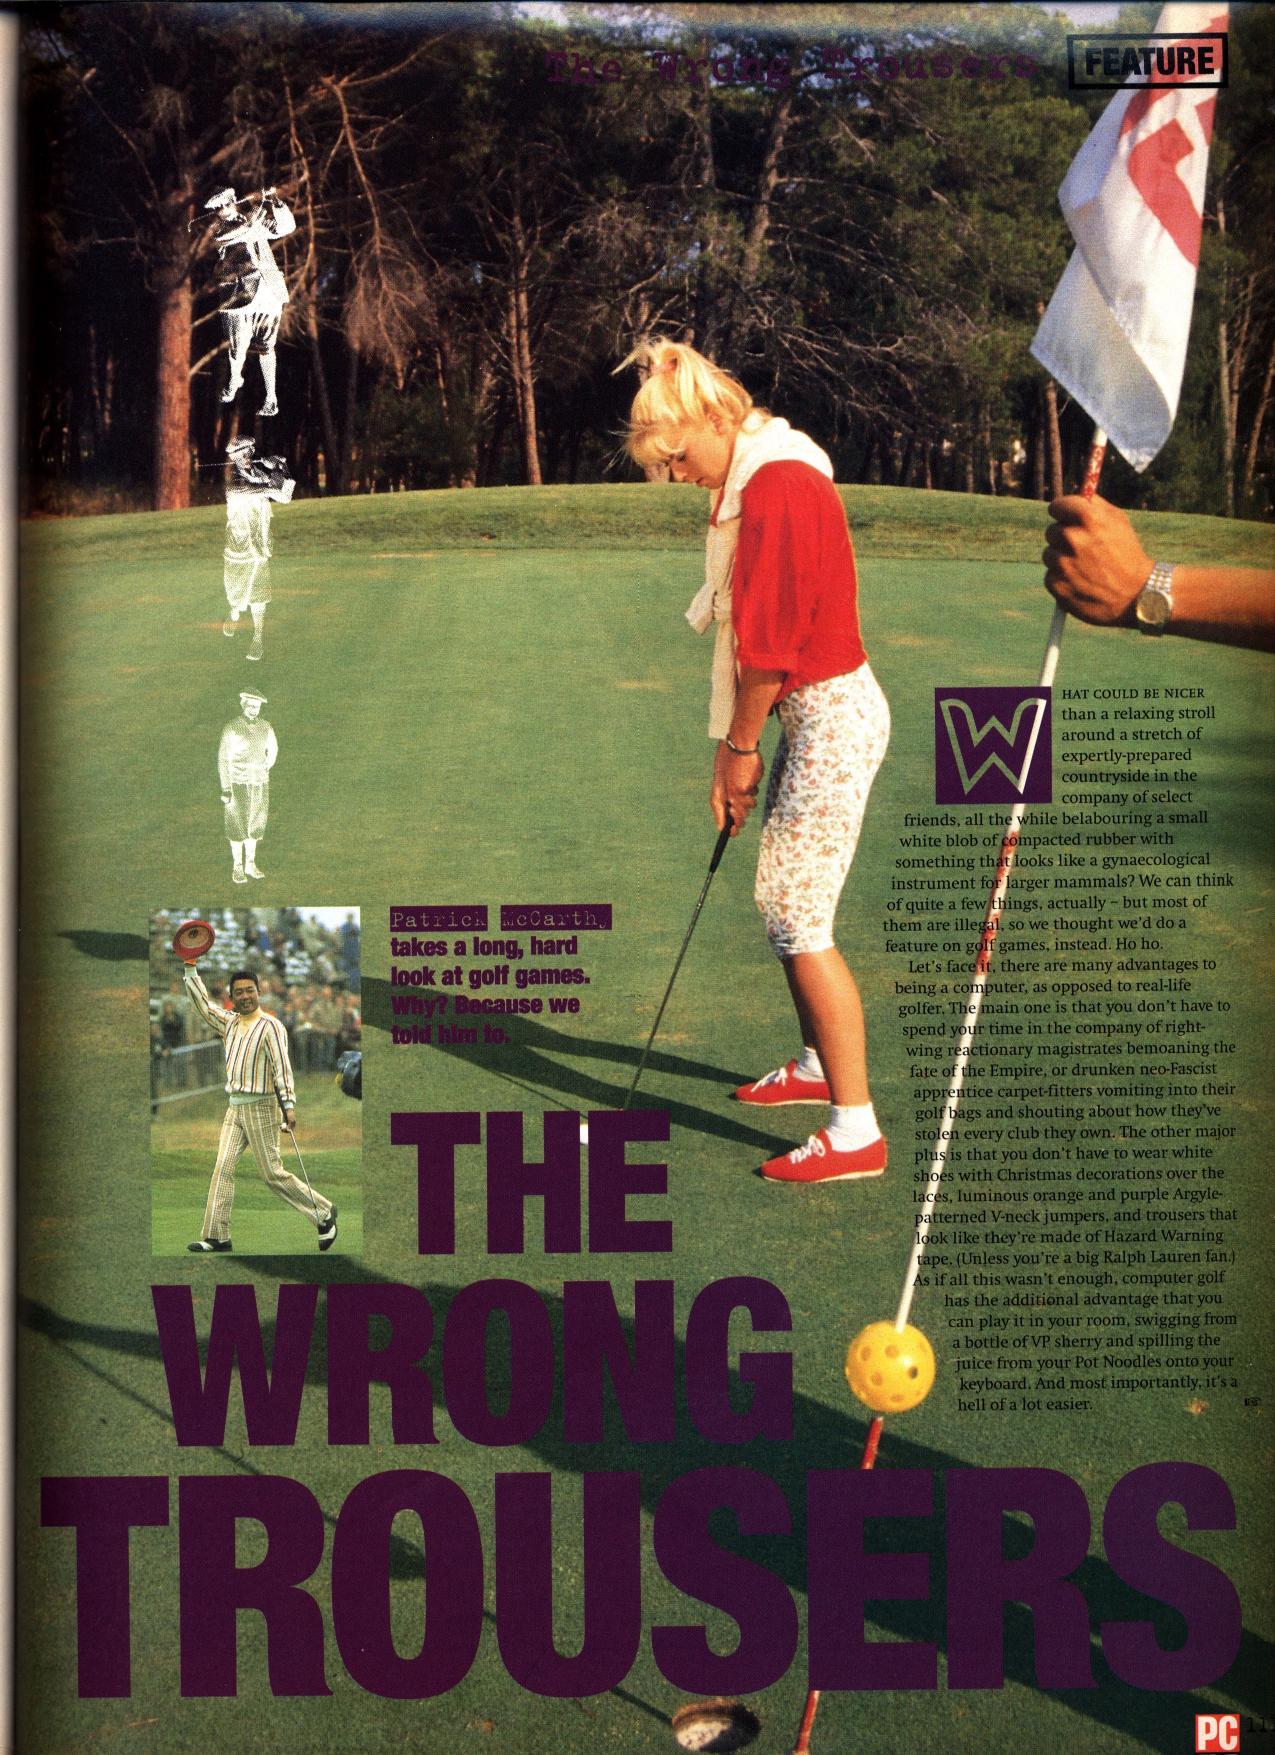 The Wrong Trousers
FEATURE
WHAT COULD BE NICER
than a relaxing stroll
around a stretch of
expertly-prepared
countryside in the
company of select
friends, all the while belabouring a small
white blob of compacted rubber with
something that looks like a gynaecological
instrument for larger mammals? We can think
of quite a few things, actually – but most of
them are illegal, so we thought we'd do a
feature on golf games, instead. Ho ho.
Let's face it, there are many advantages to
being a computer, as opposed to real-life
golfer. The main one is that you don't have to
spend your time in the company of right-
wing reactionary magistrates bemoaning the
fate of the Empire, or drunken neo-Fascist
apprentice carpet-fitters vomiting into their
golf bags and shouting about how they've
stolen every club they own. The other major
plus is that you don't have to wear white
shoes with Christmas decorations over the
laces, luminous orange and purple Argyle-
patterned V-neck jumpers, and trousers that
look like they're made of Hazard Warning
tape. (Unless you're a big Ralph Lauren fan.)
As if all this wasn't enough, computer golf
has the additional advantage that you
can play it in your room, swigging from
a bottle of VP sherry and spilling the
juice from your Pot Noodles onto your
keyboard. And most importantly, it's a
hell of a lot easier.
Patrick McCarthy
takes a long, hard
look at golf games.
Why? Because we
told him to.
THE
WRONG
TROUSERS
PC